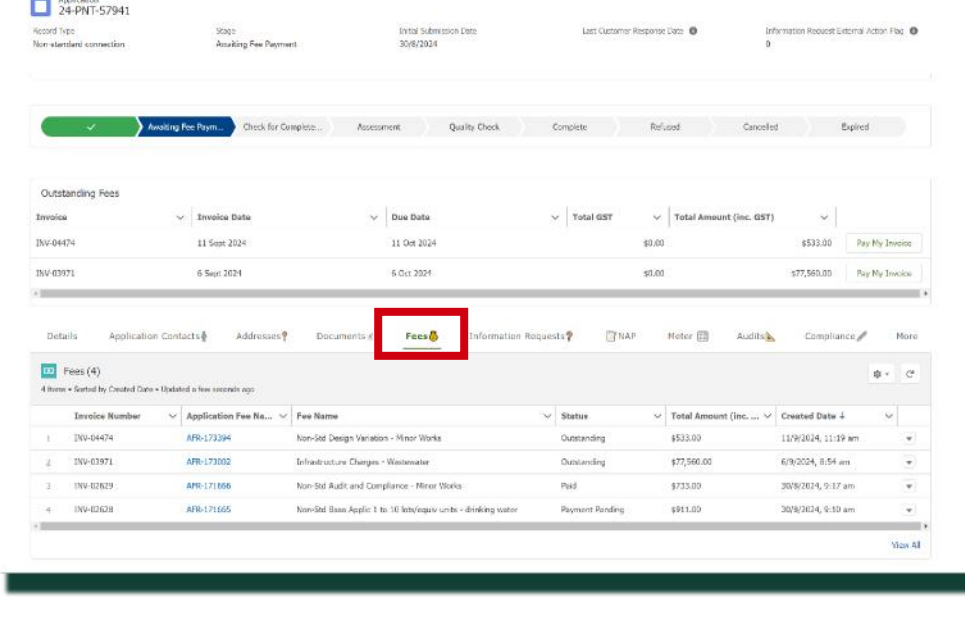 Application
24-PNT-57941
Record Type Stage Initial Submission Date Last Customer Response Date Information Request External Action Flag
Non-standard connection Awaiting Fee Payment 30/8/2024 0
Awaiting Fee Paym... Check for Complete... Assessment Quality Check Complete Refused Cancelled Expired
Outstanding Fees
Invoice Invoice Date Due Date Total GST Total Amount (inc. GST)
INV-04474 11 Sept 2024 11 Oct 2024 $0.00 $533.00 Pay My Invoice
INV-03971 6 Sept 2024 6 Oct 2024 $0.00 $77,560.00 Pay My Invoice
Details Application Contacts Addresses Documents Fees Information Requests NAP Meter Audits Compliance More
Fees (4)
4 items • Sorted by Created Date • Updated a few seconds ago
Invoice Number Application Fee Na... Fee Name Status Total Amount (inc. ... Created Date
1 INV-04474 AFR-173394 Non-Std Design Variation - Minor Works Outstanding $533.00 11/9/2024, 11:19 am
2 INV-03971 AFR-173002 Infrastructure Charges - Wastewater Outstanding $77,560.00 6/9/2024, 8:54 am
3 INV-02629 AFR-171666 Non-Std Audit and Compliance - Minor Works Paid $733.00 30/8/2024, 9:17 am
4 INV-02628 AFR-171665 Non-Std Base Applic 1 to 10 lots/equiv units - drinking water Payment Pending $911.00 30/8/2024, 9:10 am
View All